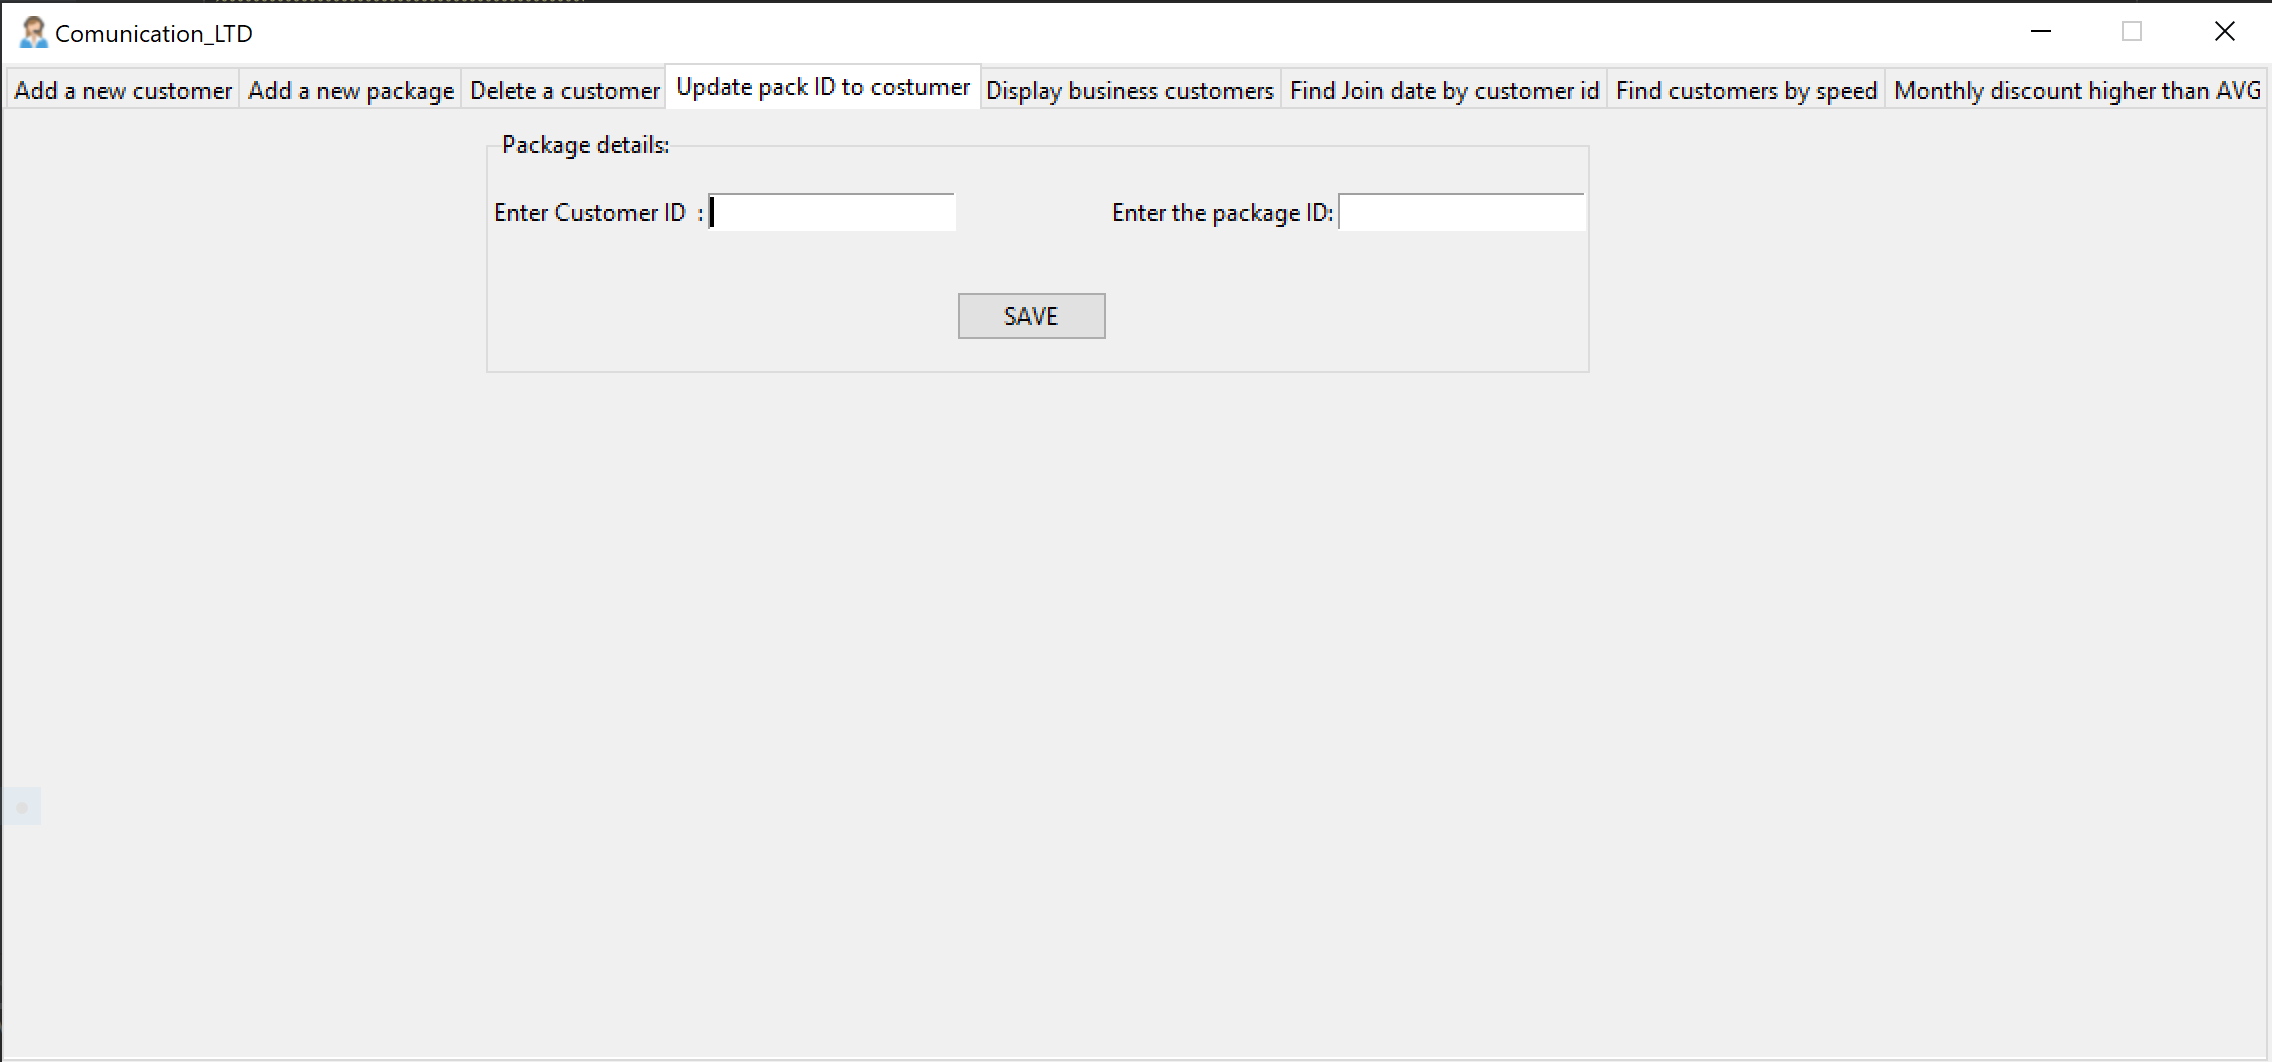 Comunication_LTD
Add a new customer Add a new package Delete a customer Update pack ID to costumer Display business customers Find Join date by customer id Find customers by speed Monthly discount higher than AVG
Package details:
Enter Customer ID : Enter the package ID:
SAVE